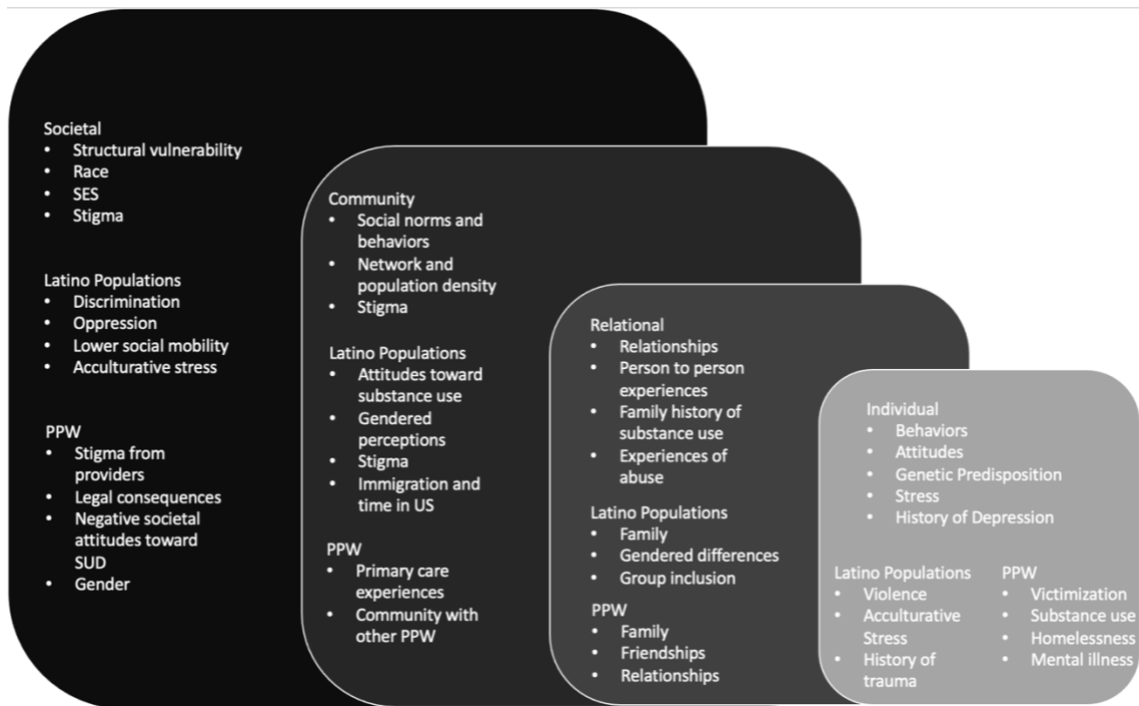 Societal
• Structural vulnerability
• Race
• SES
• Stigma
Latino Populations
• Discrimination
• Oppression
• Lower social mobility
• Acculturative stress
PPW
• Stigma from
providers
• Legal consequences
• Negative societal
attitudes toward
SUD
• Gender
Community
• Social norms and
behaviors
• Network and
population density
• Stigma
Latino Populations
• Attitudes toward
substance use
• Gendered
perceptions
• Stigma
• Immigration and
time in US
PPW
• Primary care
experiences
• Community with
other PPW
Relational
• Relationships
• Person to person
experiences
• Family history of
substance use
• Experiences of
abuse
Latino Populations
• Family
• Gendered differences
• Group inclusion
PPW
• Family
• Friendships
• Relationships
Individual
• Behaviors
• Attitudes
• Genetic Predisposition
• Stress
• History of Depression
Latino Populations
• Violence
• Acculturative
Stress
• History of
trauma
PPW
• Victimization
• Substance use
• Homelessness
• Mental illness